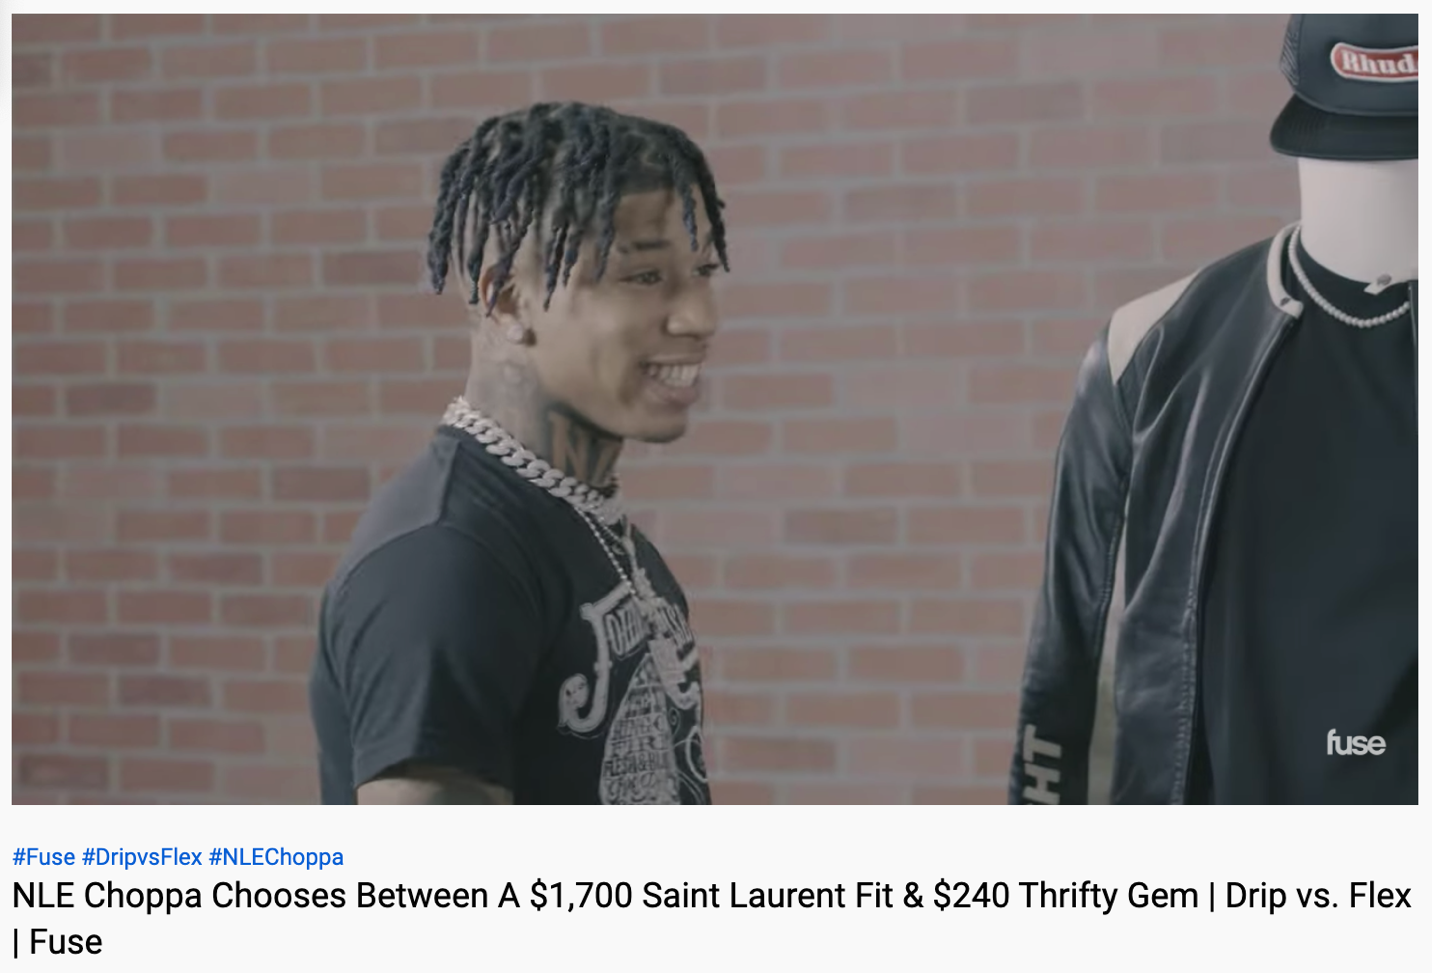 Rhud
HT
fuse
#Fuse #DripvsFlex #NLEChoppa
NLE Choppa Chooses Between A $1,700 Saint Laurent Fit & $240 Thrifty Gem | Drip vs. Flex
| Fuse